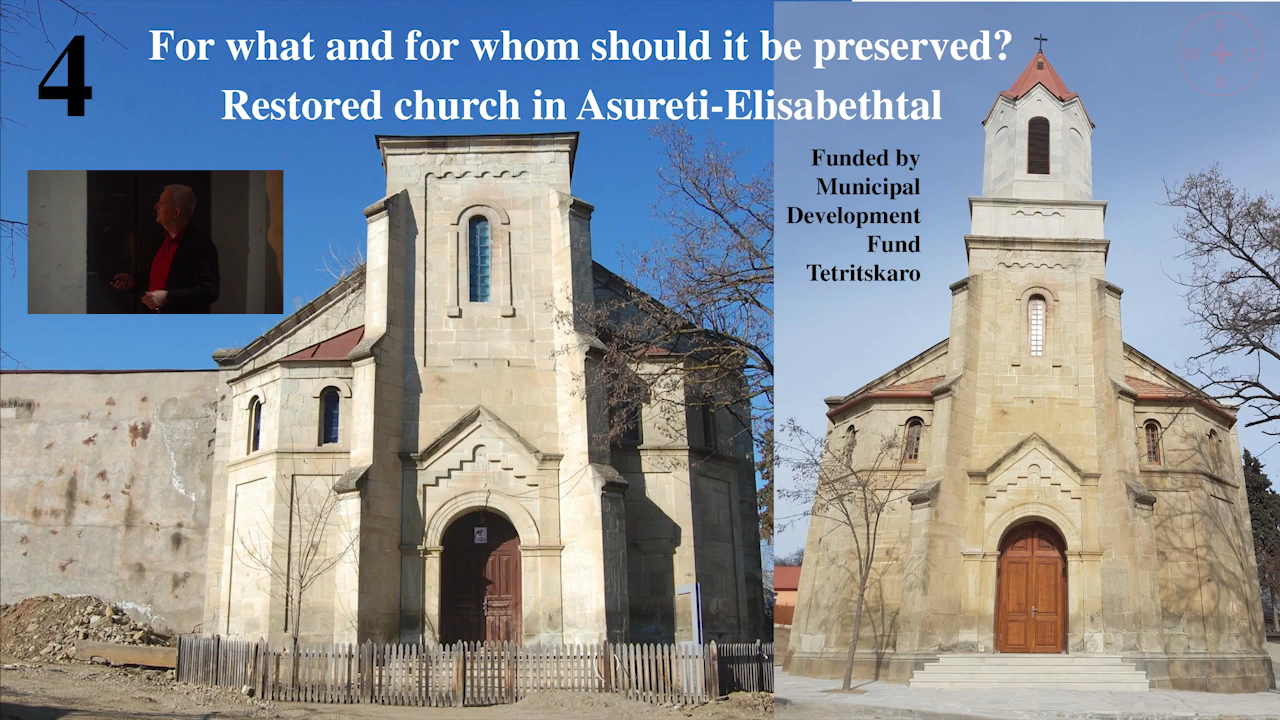 4
For what and for whom should it be preserved?
Restored church in Asureti-Elisabethtal
Funded by
Municipal
Development
Fund
Tetritskaro